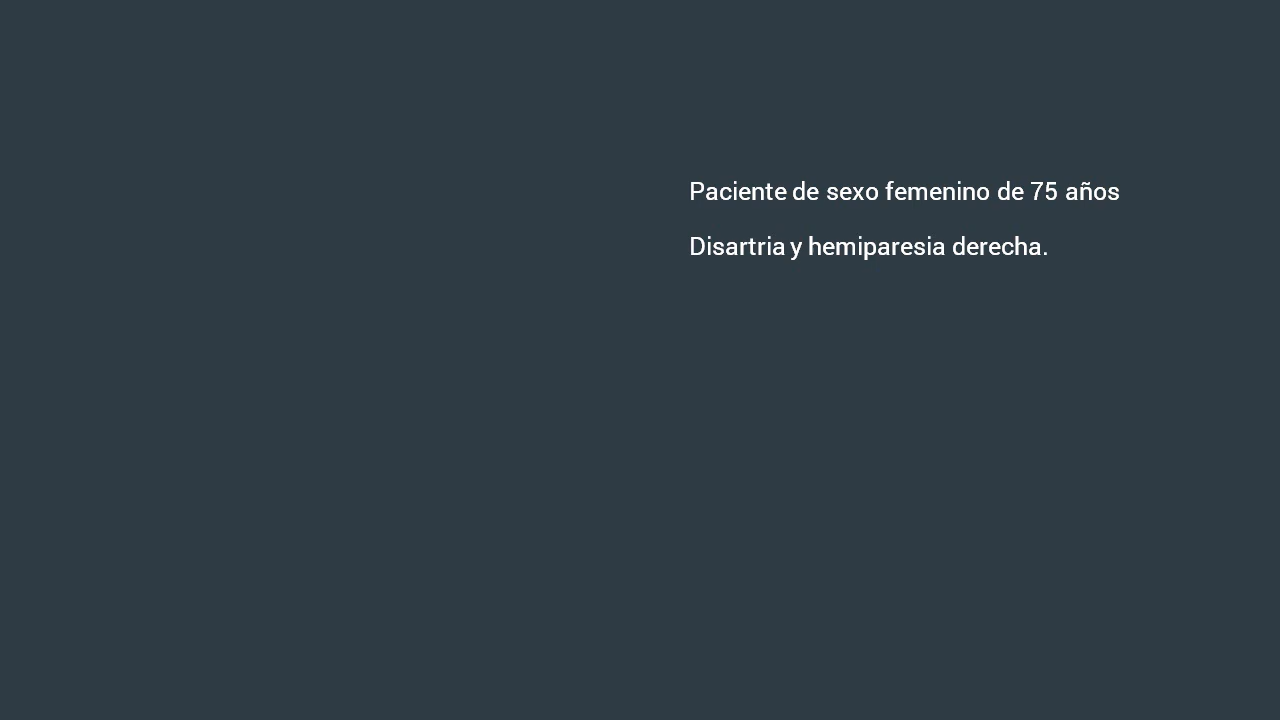 Paciente de sexo femenino de 75 años
Disartria y hemiparesia derecha.